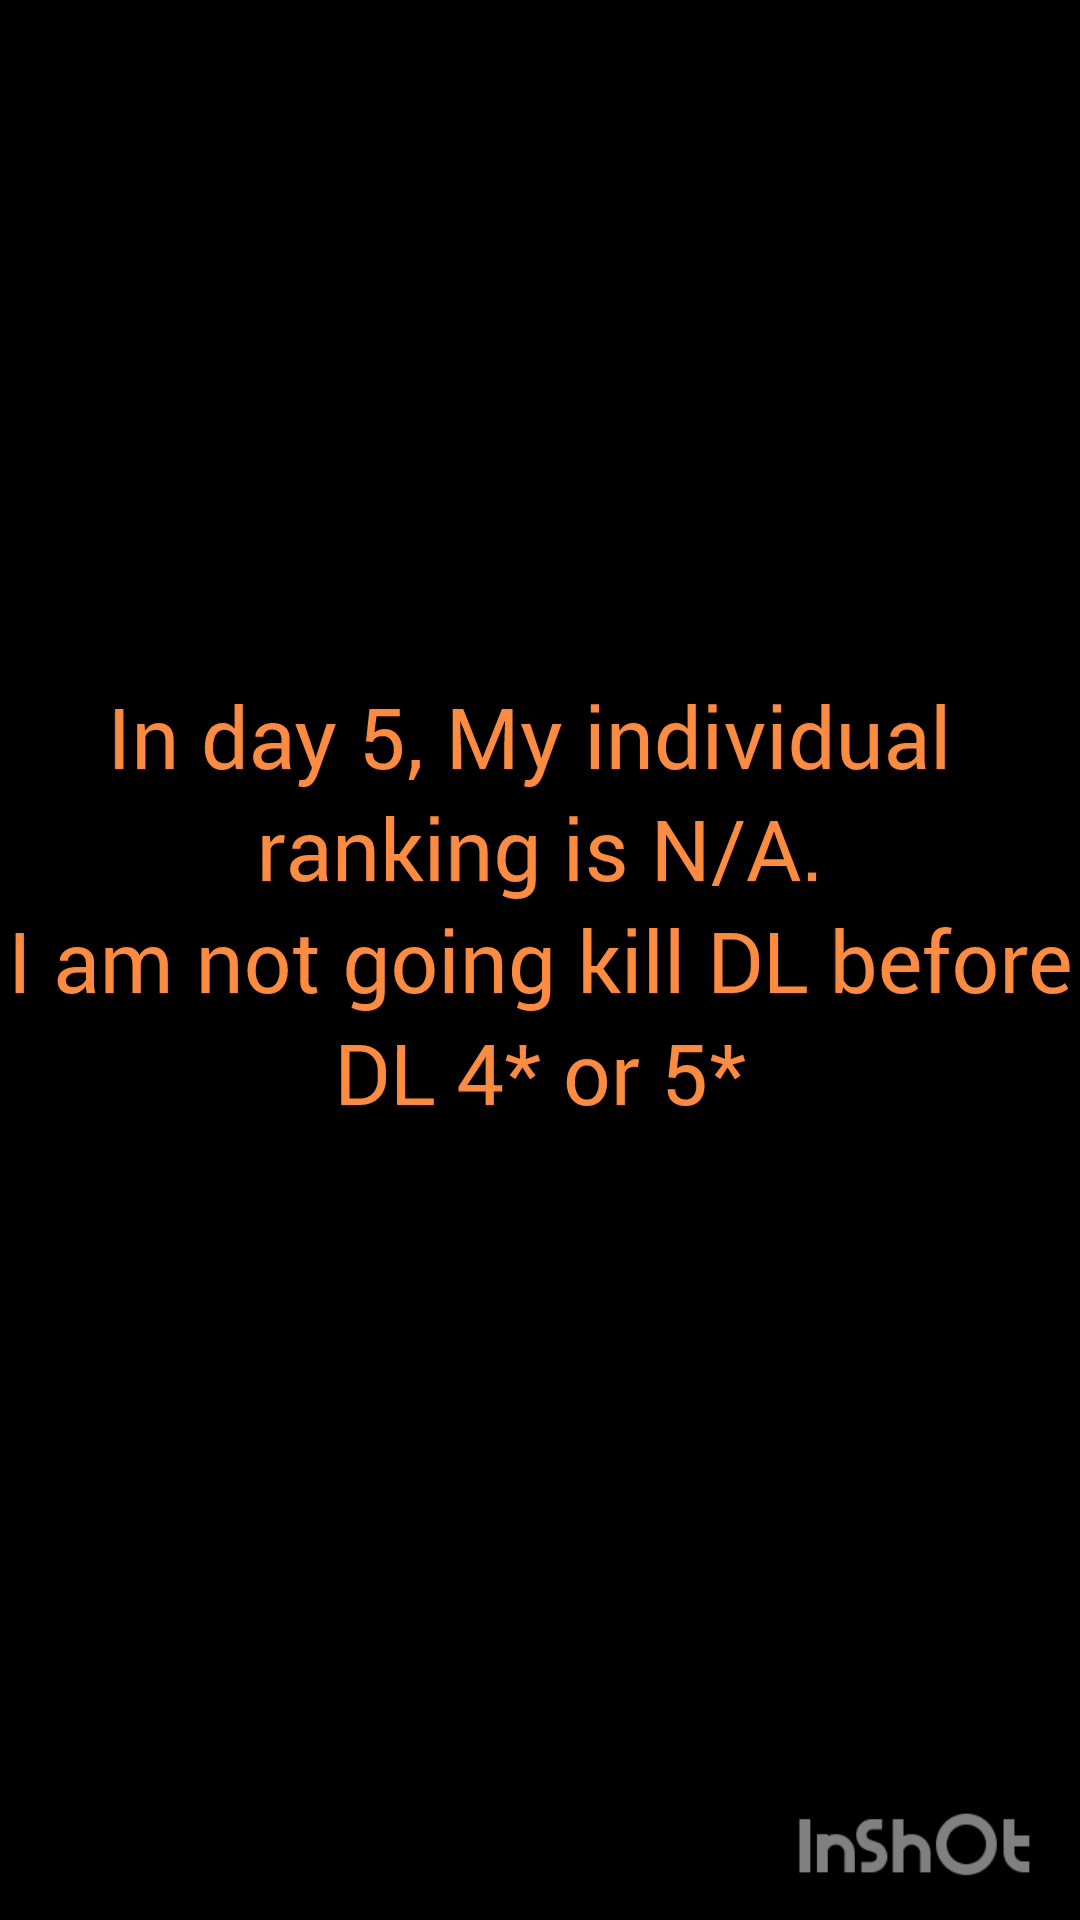 In day 5, My individual
ranking is N/A.
I am not going kill DL before
DL 4* or 5*
InShOt